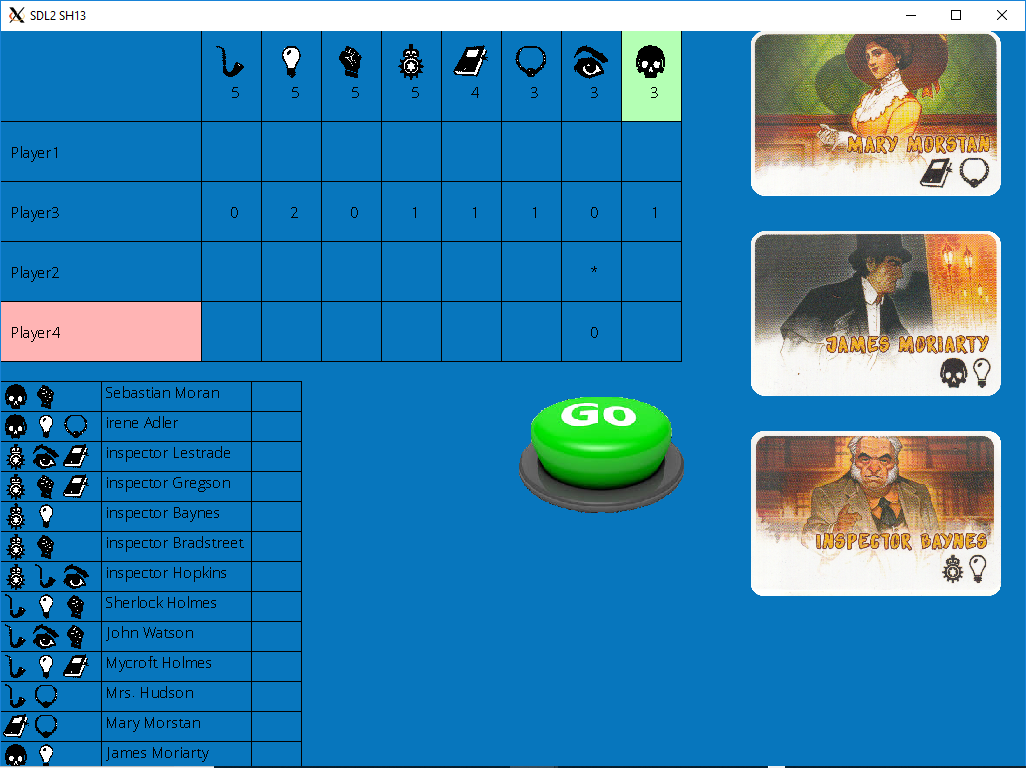 SDL2 SH13
5 5 5 5 4 3 3 3
Player1
Player3 0 2 0 1 1 1 0 1
Player2 *
Player4 0
MARY MORSTAN
JAMES MORIARTY
INSPECTOR BAYNES
GO
Sebastian Moran
irene Adler
inspector Lestrade
inspector Gregson
inspector Baynes
inspector Bradstreet
inspector Hopkins
Sherlock Holmes
John Watson
Mycroft Holmes
Mrs. Hudson
Mary Morstan
James Moriarty